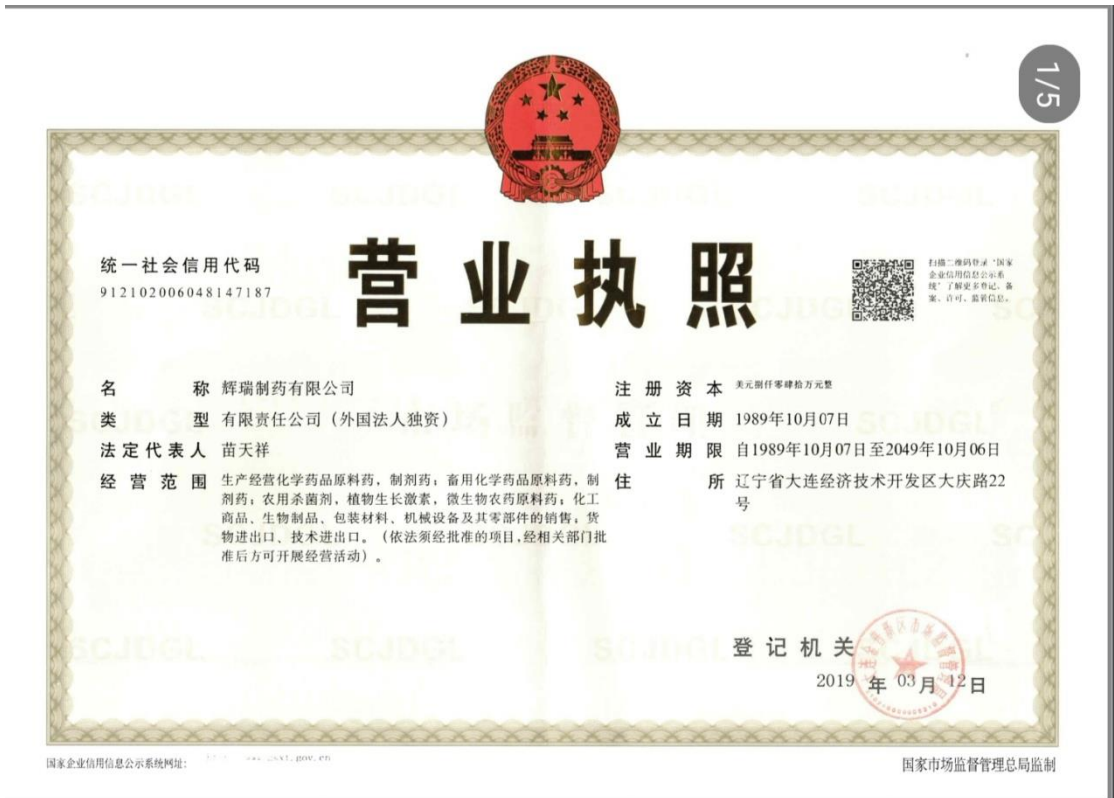 1/5
营业执照
统一社会信用代码
912102006048147187
扫描二维码登录“国家
企业信用信息公示系
统”了解更多登记、备
案、许可、监管信息。
名称 辉瑞制药有限公司
类型 有限责任公司（外国法人独资）
法定代表人 苗天祥
经营范围 生产经营化学药品原料药，制剂药；畜用化学药品原料药，制
剂药；农用杀菌剂，植物生长激素，微生物农药原料药；化工
商品、生物制品、包装材料、机械设备及其零部件的销售；货
物进出口、技术进出口。（依法须经批准的项目,经相关部门批
准后方可开展经营活动）。
注册资本 美元捌仟零肆拾万元整
成立日期 1989年10月07日
营业期限 自1989年10月07日至2049年10月06日
住所 辽宁省大连经济技术开发区大庆路22
号
登记机关
2019 年 03 月 12 日
国家企业信用信息公示系统网址：
国家市场监督管理总局监制
SCJDGL